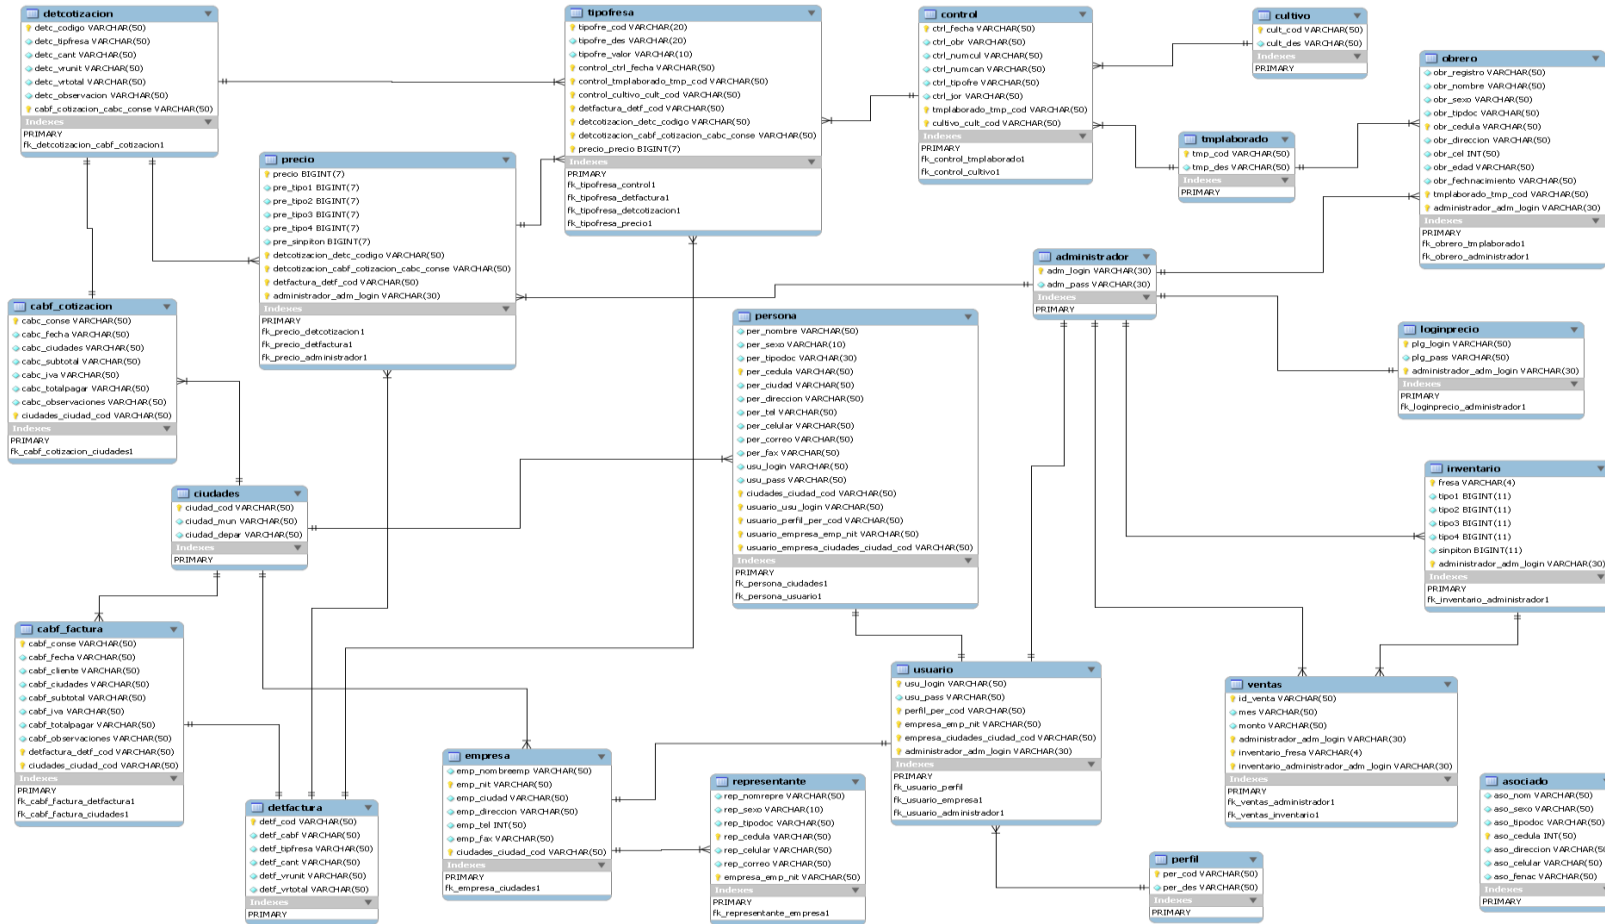 detcotizacion
detc_codigo VARCHAR(50)
detc_tipfresa VARCHAR(50)
detc_cant VARCHAR(50)
detc_vrunit VARCHAR(50)
detc_vrtotal VARCHAR(50)
detc_observacion VARCHAR(50)
cabf_cotizacion_cabc_conse VARCHAR(50)
Indexes
PRIMARY
fk_detcotizacion_cabf_cotizacion1
tipofresa
tipofre_cod VARCHAR(20)
tipofre_des VARCHAR(20)
tipofre_valor VARCHAR(10)
control_ctrl_fecha VARCHAR(50)
control_tmplaborado_tmp_cod VARCHAR(50)
control_cultivo_cult_cod VARCHAR(50)
detfactura_detf_cod VARCHAR(50)
detcotizacion_detc_codigo VARCHAR(50)
detcotizacion_cabf_cotizacion_cabc_conse VARCHAR(50)
precio_precio BIGINT(7)
Indexes
PRIMARY
fk_tipofresa_control1
fk_tipofresa_detfactura1
fk_tipofresa_detcotizacion1
fk_tipofresa_precio1
control
ctrl_fecha VARCHAR(50)
ctrl_obr VARCHAR(50)
ctrl_numcul VARCHAR(50)
ctrl_numcan VARCHAR(50)
ctrl_tipofre VARCHAR(50)
ctrl_jor VARCHAR(50)
tmplaborado_tmp_cod VARCHAR(50)
cultivo_cult_cod VARCHAR(50)
Indexes
PRIMARY
fk_control_tmplaborado1
fk_control_cultivo1
cultivo
cult_cod VARCHAR(50)
cult_des VARCHAR(50)
Indexes
PRIMARY
obrero
obr_registro VARCHAR(50)
obr_nombre VARCHAR(50)
obr_sexo VARCHAR(50)
obr_tipdoc VARCHAR(50)
obr_cedula VARCHAR(50)
obr_direccion VARCHAR(50)
obr_cel INT(50)
obr_edad VARCHAR(50)
obr_fechnacimiento VARCHAR(50)
tmplaborado_tmp_cod VARCHAR(50)
administrador_adm_login VARCHAR(30)
Indexes
PRIMARY
fk_obrero_tmplaborado1
fk_obrero_administrador1
tmplaborado
tmp_cod VARCHAR(50)
tmp_des VARCHAR(50)
Indexes
PRIMARY
precio
precio BIGINT(7)
pre_tipo1 BIGINT(7)
pre_tipo2 BIGINT(7)
pre_tipo3 BIGINT(7)
pre_tipo4 BIGINT(7)
pre_sinpiton BIGINT(7)
detcotizacion_detc_codigo VARCHAR(50)
detcotizacion_cabf_cotizacion_cabc_conse VARCHAR(50)
detfactura_detf_cod VARCHAR(50)
administrador_adm_login VARCHAR(30)
Indexes
PRIMARY
fk_precio_detcotizacion1
fk_precio_detfactura1
fk_precio_administrador1
administrador
adm_login VARCHAR(30)
adm_pass VARCHAR(30)
Indexes
PRIMARY
cabf_cotizacion
cabc_conse VARCHAR(50)
cabc_fecha VARCHAR(50)
cabc_ciudades VARCHAR(50)
cabc_subtotal VARCHAR(50)
cabc_iva VARCHAR(50)
cabc_totalpagar VARCHAR(50)
cabc_observaciones VARCHAR(50)
ciudades_ciudad_cod VARCHAR(50)
Indexes
PRIMARY
fk_cabf_cotizacion_ciudades1
persona
per_nombre VARCHAR(50)
per_sexo VARCHAR(10)
per_tipodoc VARCHAR(30)
per_cedula VARCHAR(50)
per_ciudad VARCHAR(50)
per_direccion VARCHAR(50)
per_tel VARCHAR(50)
per_celular VARCHAR(50)
per_correo VARCHAR(50)
per_fax VARCHAR(50)
usu_login VARCHAR(50)
usu_pass VARCHAR(50)
ciudades_ciudad_cod VARCHAR(50)
usuario_usu_login VARCHAR(50)
usuario_perfil_per_cod VARCHAR(50)
usuario_empresa_emp_nit VARCHAR(50)
usuario_empresa_ciudades_ciudad_cod VARCHAR(50)
Indexes
PRIMARY
fk_persona_ciudades1
fk_persona_usuario1
loginprecio
plg_login VARCHAR(50)
plg_pass VARCHAR(50)
administrador_adm_login VARCHAR(30)
Indexes
PRIMARY
fk_loginprecio_administrador1
inventario
fresa VARCHAR(4)
tipo1 BIGINT(11)
tipo2 BIGINT(11)
tipo3 BIGINT(11)
tipo4 BIGINT(11)
sinpiton BIGINT(11)
administrador_adm_login VARCHAR(30)
Indexes
PRIMARY
fk_inventario_administrador1
ciudades
ciudad_cod VARCHAR(50)
ciudad_mun VARCHAR(50)
ciudad_depar VARCHAR(50)
Indexes
PRIMARY
cabf_factura
cabf_conse VARCHAR(50)
cabf_fecha VARCHAR(50)
cabf_cliente VARCHAR(50)
cabf_ciudades VARCHAR(50)
cabf_subtotal VARCHAR(50)
cabf_iva VARCHAR(50)
cabf_totalpagar VARCHAR(50)
cabf_observaciones VARCHAR(50)
detfactura_detf_cod VARCHAR(50)
ciudades_ciudad_cod VARCHAR(50)
Indexes
PRIMARY
fk_cabf_factura_detfactura1
fk_cabf_factura_ciudades1
usuario
usu_login VARCHAR(50)
usu_pass VARCHAR(50)
perfil_per_cod VARCHAR(50)
empresa_emp_nit VARCHAR(50)
empresa_ciudades_ciudad_cod VARCHAR(50)
administrador_adm_login VARCHAR(30)
Indexes
PRIMARY
fk_usuario_perfil
fk_usuario_empresa1
fk_usuario_administrador1
ventas
id_venta VARCHAR(50)
mes VARCHAR(50)
monto VARCHAR(50)
administrador_adm_login VARCHAR(30)
inventario_fresa VARCHAR(4)
inventario_administrador_adm_login VARCHAR(30)
Indexes
PRIMARY
fk_ventas_administrador1
fk_ventas_inventario1
empresa
emp_nombreemp VARCHAR(50)
emp_nit VARCHAR(50)
emp_ciudad VARCHAR(50)
emp_direccion VARCHAR(50)
emp_tel INT(50)
emp_fax VARCHAR(50)
ciudades_ciudad_cod VARCHAR(50)
Indexes
PRIMARY
fk_empresa_ciudades1
representante
rep_nomrepre VARCHAR(50)
rep_sexo VARCHAR(10)
rep_tipodoc VARCHAR(50)
rep_cedula VARCHAR(50)
rep_celular VARCHAR(50)
rep_correo VARCHAR(50)
empresa_emp_nit VARCHAR(50)
Indexes
PRIMARY
fk_representante_empresa1
detfactura
detf_cod VARCHAR(50)
detf_cabf VARCHAR(50)
detf_tipfresa VARCHAR(50)
detf_cant VARCHAR(50)
detf_vrunit VARCHAR(50)
detf_vrtotal VARCHAR(50)
Indexes
PRIMARY
perfil
per_cod VARCHAR(50)
per_des VARCHAR(50)
Indexes
PRIMARY
asociado
aso_nom VARCHAR(50)
aso_sexo VARCHAR(50)
aso_tipdoc VARCHAR(50)
aso_cedula INT(50)
aso_direccion VARCHAR(50
aso_celular VARCHAR(50)
aso_fenac VARCHAR(50)
Indexes
PRIMARY